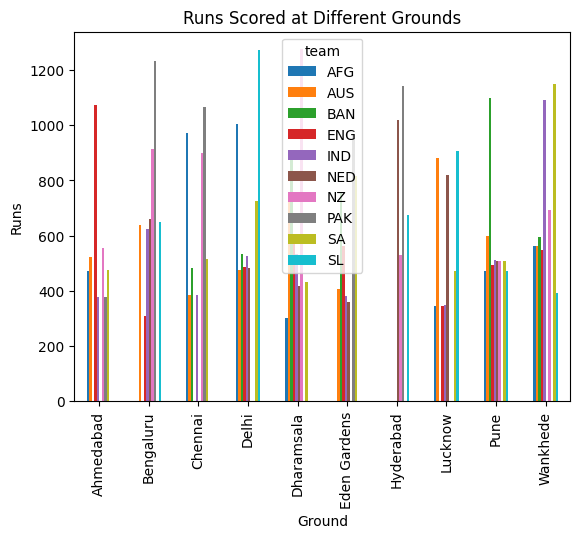 Runs Scored at Different Grounds
Runs
1200
1000
800
600
400
200
0
team
AFG
AUS
BAN
ENG
IND
NED
NZ
PAK
SA
SL
Ahmedabad
Bengaluru
Chennai
Delhi
Dharamsala
Eden Gardens
Hyderabad
Lucknow
Pune
Wankhede
Ground